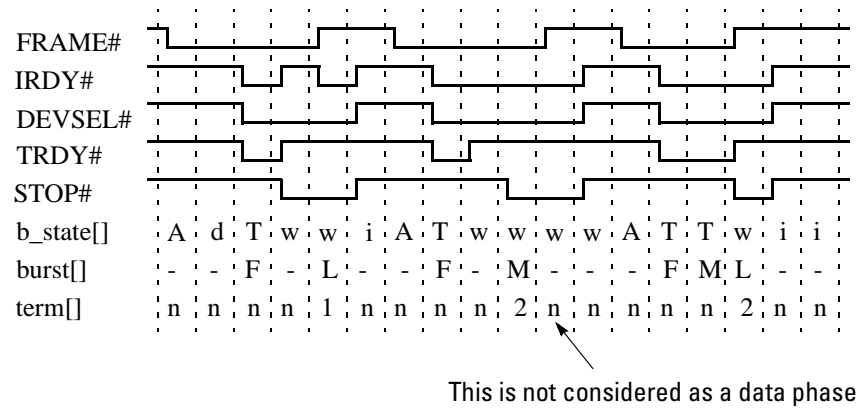 FRAME#
IRDY#
DEVSEL#
TRDY#
STOP#
b_state[] A d T w w i A T w w w w A T T w i i
burst[] - - F - L - - F - M - - - F M L - -
term[] n n n n 1 n n n n 2 n n n n n 2 n n
This is not considered as a data phase